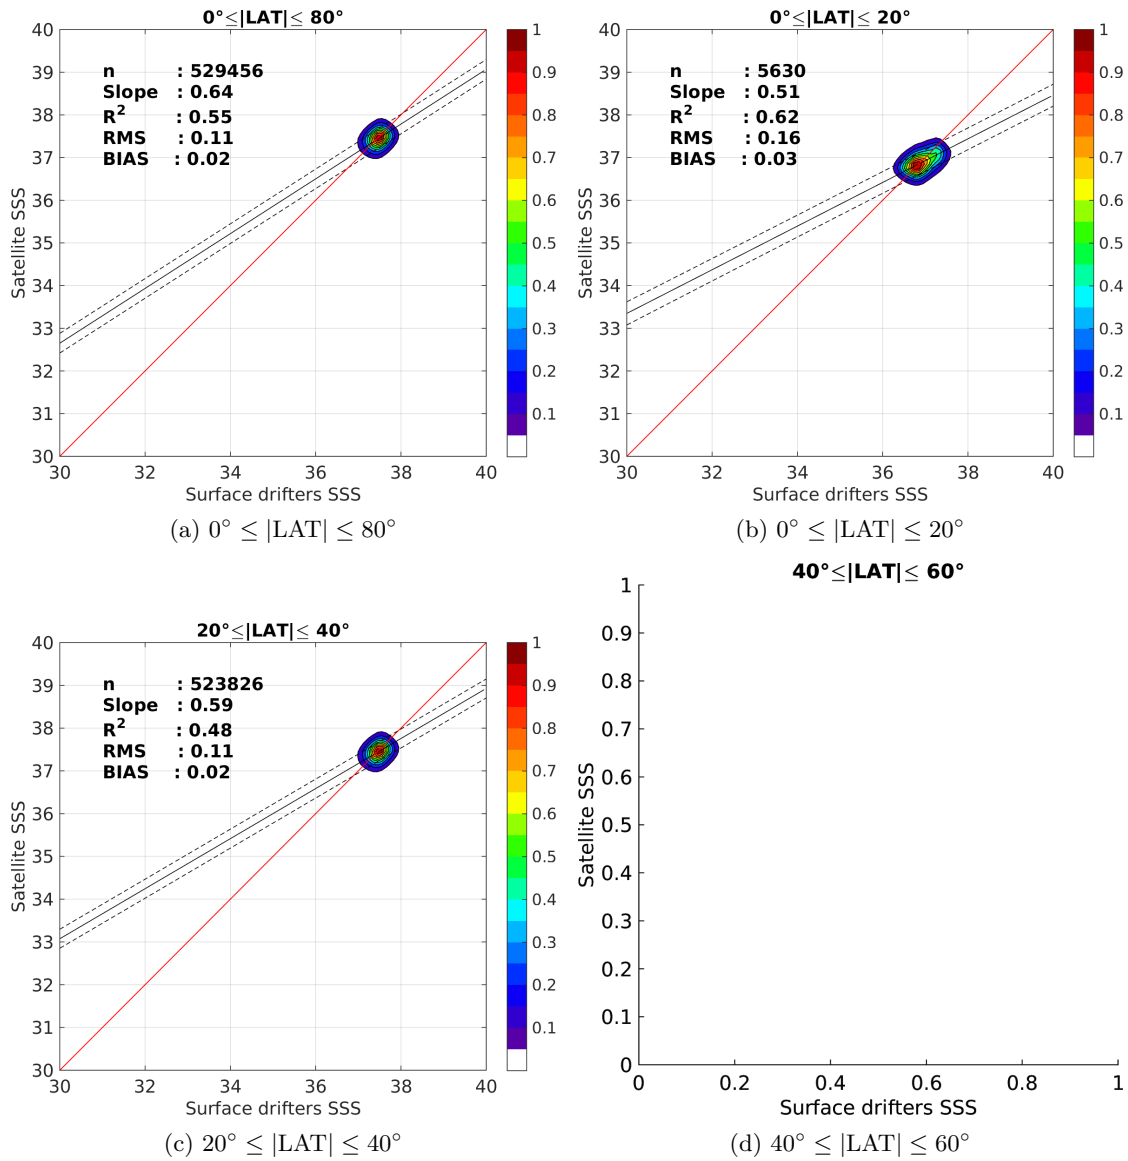 0°≤|LAT|≤ 80°
n : 529456
Slope : 0.64
R2 : 0.55
RMS : 0.11
BIAS : 0.02
40
39
38
37
36
35
34
33
32
31
30
30 32 34 36 38 40
Satellite SSS
Surface drifters SSS
1
0.9
0.8
0.7
0.6
0.5
0.4
0.3
0.2
0.1
(a) 0° ≤ |LAT| ≤ 80°
0°≤|LAT|≤ 20°
n : 5630
Slope : 0.51
R2 : 0.62
RMS : 0.16
BIAS : 0.03
40
39
38
37
36
35
34
33
32
31
30
30 32 34 36 38 40
Satellite SSS
Surface drifters SSS
1
0.9
0.8
0.7
0.6
0.5
0.4
0.3
0.2
0.1
(b) 0° ≤ |LAT| ≤ 20°
20°≤|LAT|≤ 40°
n : 523826
Slope : 0.59
R2 : 0.48
RMS : 0.11
BIAS : 0.02
40
39
38
37
36
35
34
33
32
31
30
30 32 34 36 38 40
Satellite SSS
Surface drifters SSS
1
0.9
0.8
0.7
0.6
0.5
0.4
0.3
0.2
0.1
(c) 20° ≤ |LAT| ≤ 40°
40°≤|LAT|≤ 60°
1
0.9
0.8
0.7
0.6
0.5
0.4
0.3
0.2
0.1
0
0 0.2 0.4 0.6 0.8 1
Satellite SSS
Surface drifters SSS
(d) 40° ≤ |LAT| ≤ 60°